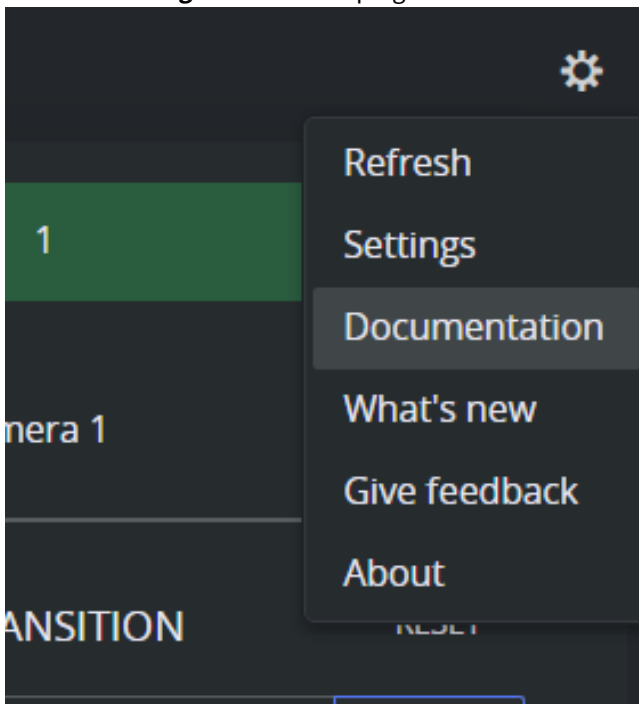 Refresh
1
Settings
Documentation
What's new
mera 1
Give feedback
About
ANSITION